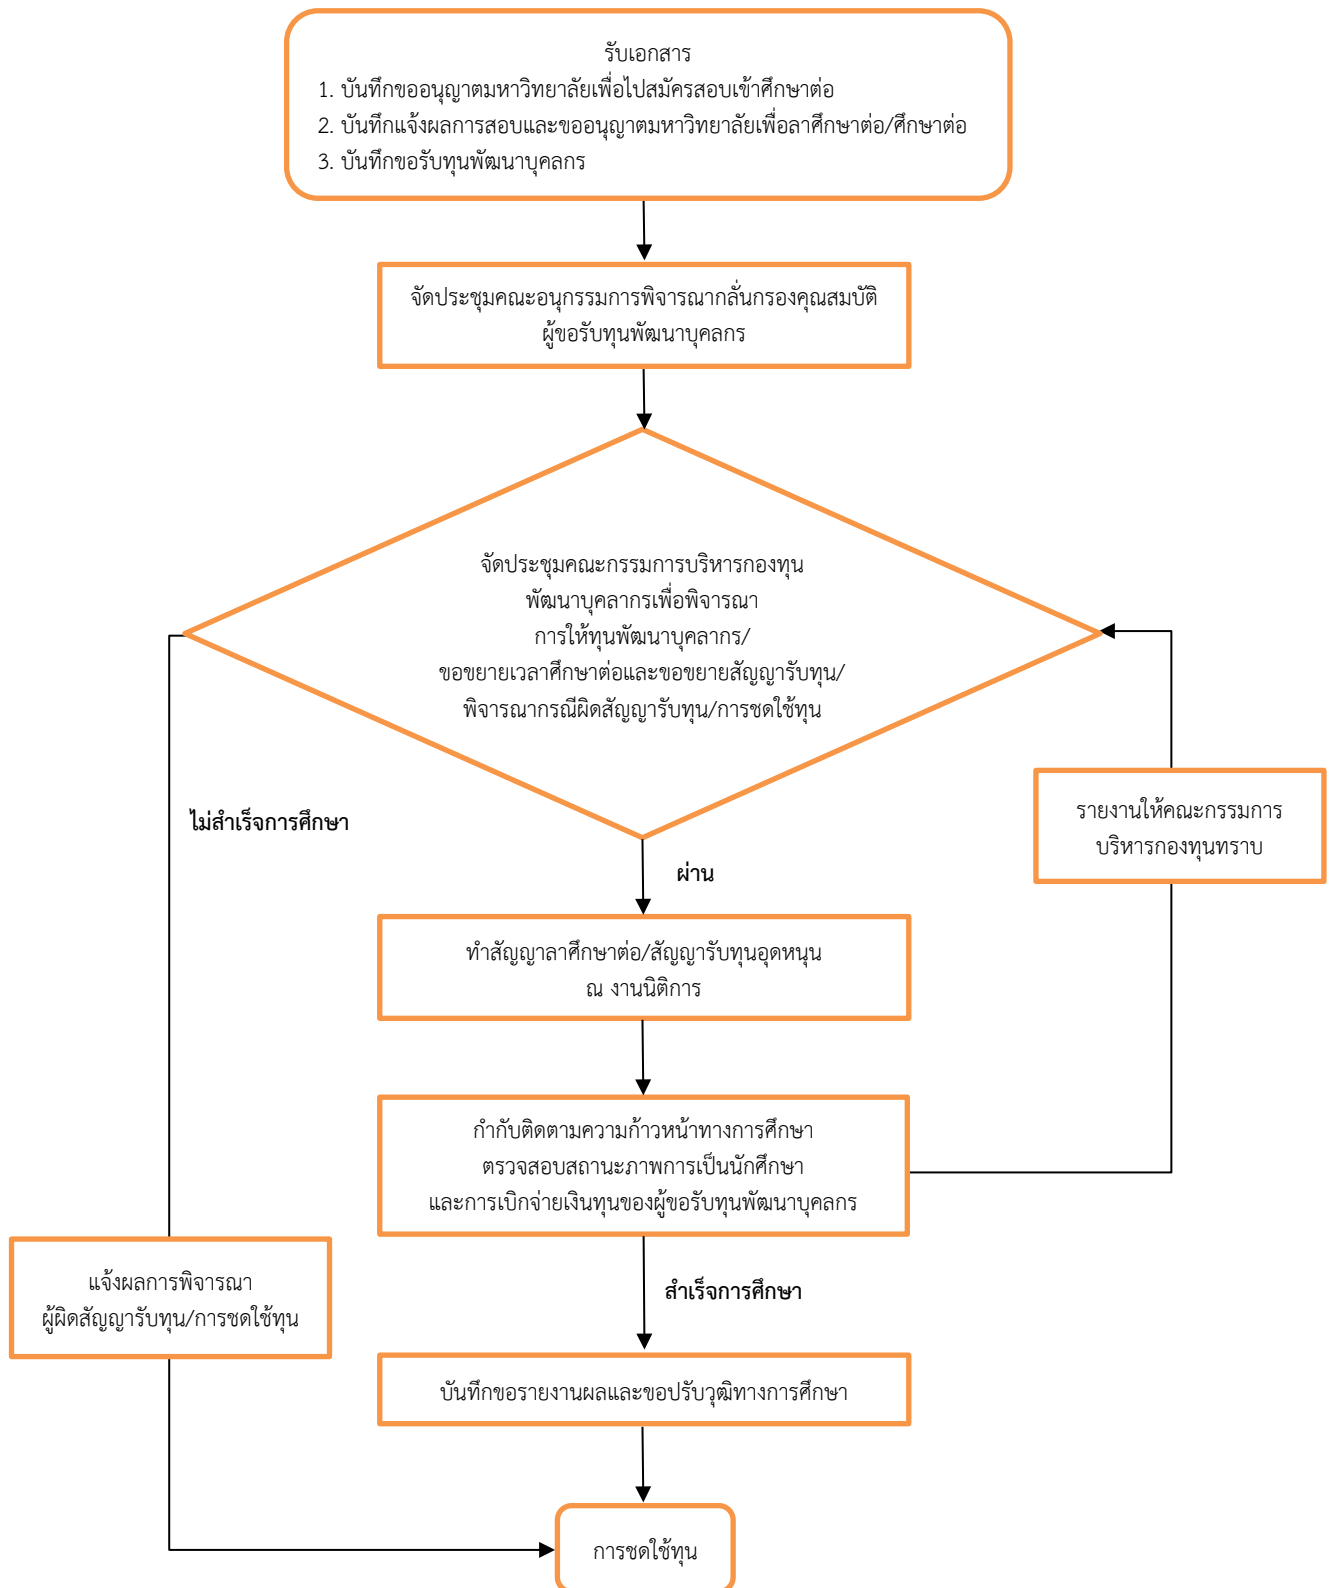 รับเอกสาร
1. บันทึกขออนุญาตมหาวิทยาลัยเพื่อไปสมัครสอบเข้าศึกษาต่อ
2. บันทึกแจ้งผลการสอบและขออนุญาตมหาวิทยาลัยเพื่อลาศึกษาต่อ/ศึกษาต่อ
3. บันทึกขอรับทุนพัฒนาบุคลกร
จัดประชุมคณะอนุกรรมการพิจารณากลั่นกรองคุณสมบัติ
ผู้ขอรับทุนพัฒนาบุคลกร
จัดประชุมคณะกรรมการบริหารกองทุน
พัฒนาบุคลากรเพื่อพิจารณา
การให้ทุนพัฒนาบุคลากร/
ขอขยายเวลาศึกษาต่อและขอขยายสัญญารับทุน/
พิจารณากรณีผิดสัญญารับทุน/การชดใช้ทุน
ไม่สำเร็จการศึกษา
รายงานให้คณะกรรมการ
บริหารกองทุนทราบ
ผ่าน
ทำสัญญาลาศึกษาต่อ/สัญญารับทุนอุดหนุน
ณ งานนิติการ
กำกับติดตามความก้าวหน้าทางการศึกษา
ตรวจสอบสถานะภาพการเป็นนักศึกษา
และการเบิกจ่ายเงินทุนของผู้ขอรับทุนพัฒนาบุคลกร
แจ้งผลการพิจารณา
ผู้ผิดสัญญารับทุน/การชดใช้ทุน
สำเร็จการศึกษา
บันทึกขอรายงานผลและขอปรับวุฒิทางการศึกษา
การชดใช้ทุน